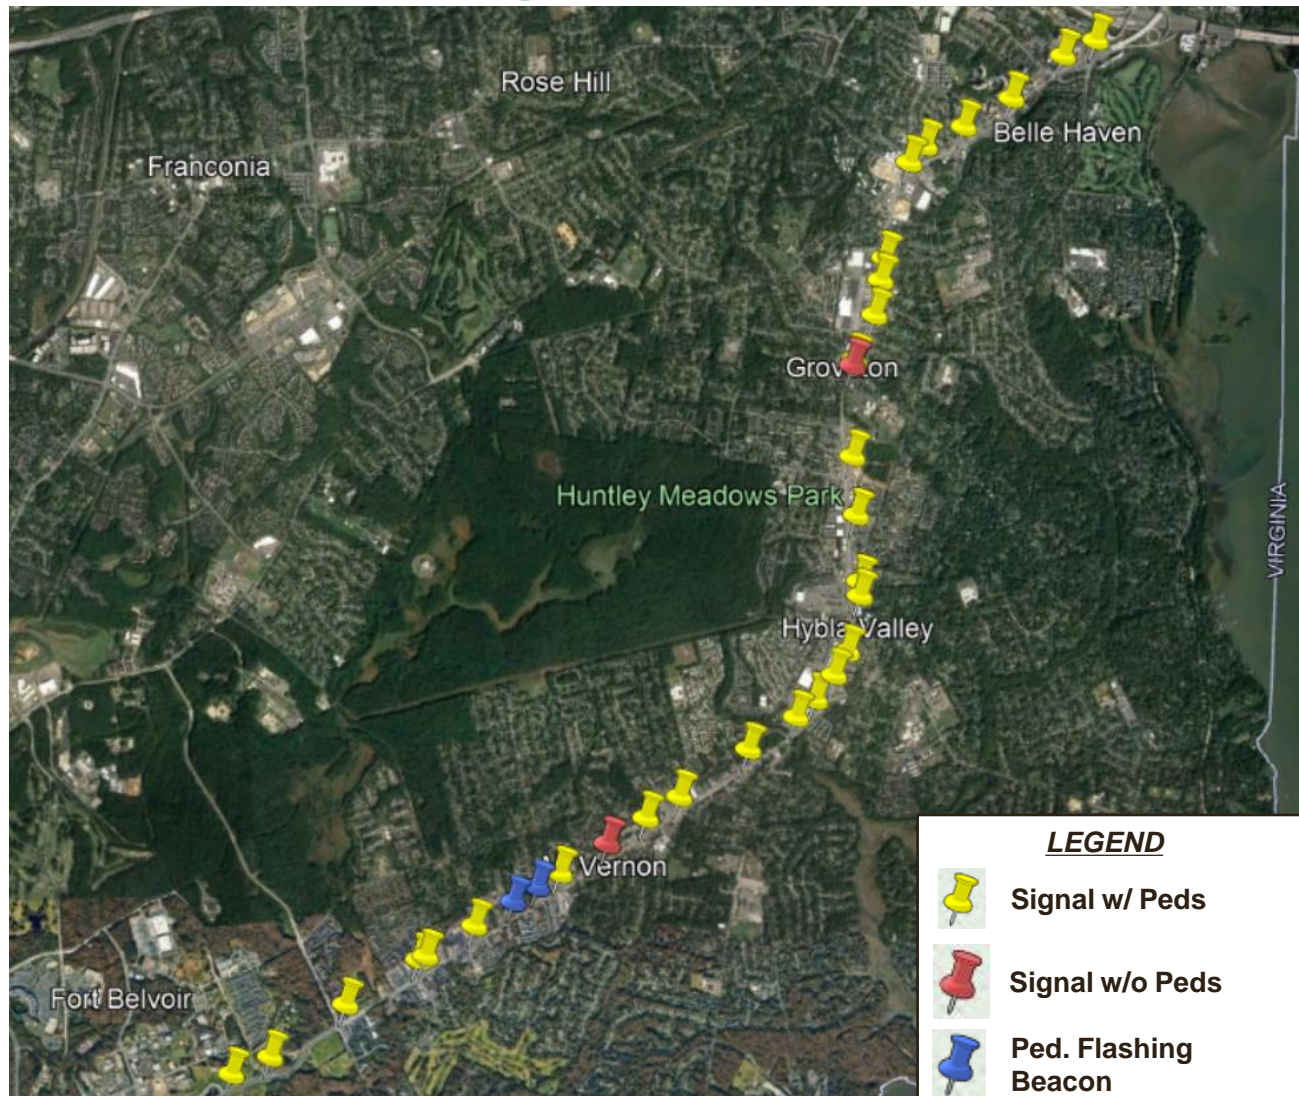 Rose Hill
Belle Haven
Franconia
Groveton
Huntley Meadows Park
VIRGINIA
Hybla Valley
Vernon
Fort Belvoir
LEGEND
Signal w/ Peds
Signal w/o Peds
Ped. Flashing
Beacon